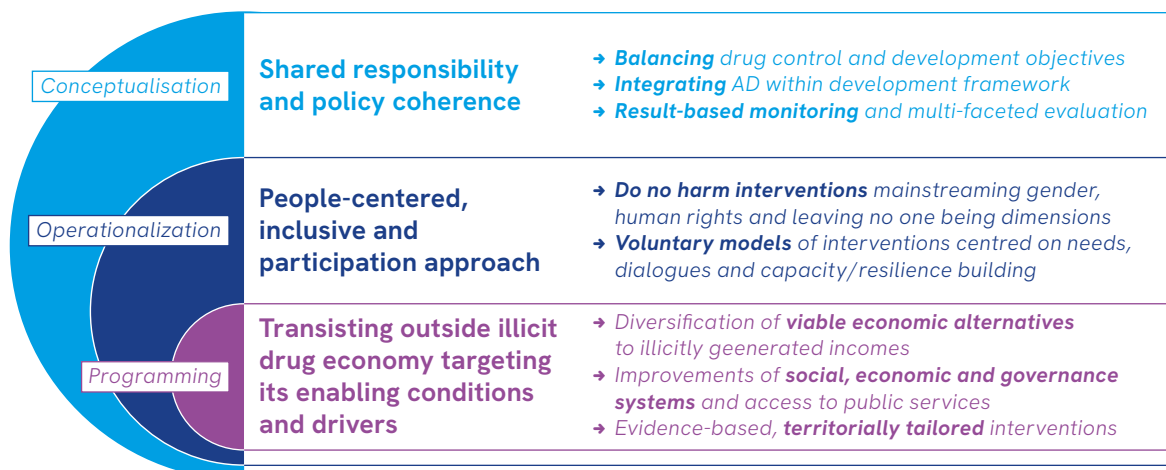 Conceptualisation
Shared responsibility
and policy coherence
→ Balancing drug control and development objectives
→ Integrating AD within development framework
→ Result-based monitoring and multi-faceted evaluation
Operationalization
People-centered,
inclusive and
participation approach
→ Do no harm interventions mainstreaming gender,
human rights and leaving no one being dimensions
→ Voluntary models of interventions centred on needs,
dialogues and capacity/resilience building
Programming
Transisting outside illicit
drug economy targeting
its enabling conditions
and drivers
→ Diversification of viable economic alternatives
to illicitly geenerated incomes
→ Improvements of social, economic and governance
systems and access to public services
→ Evidence-based, territorially tailored interventions